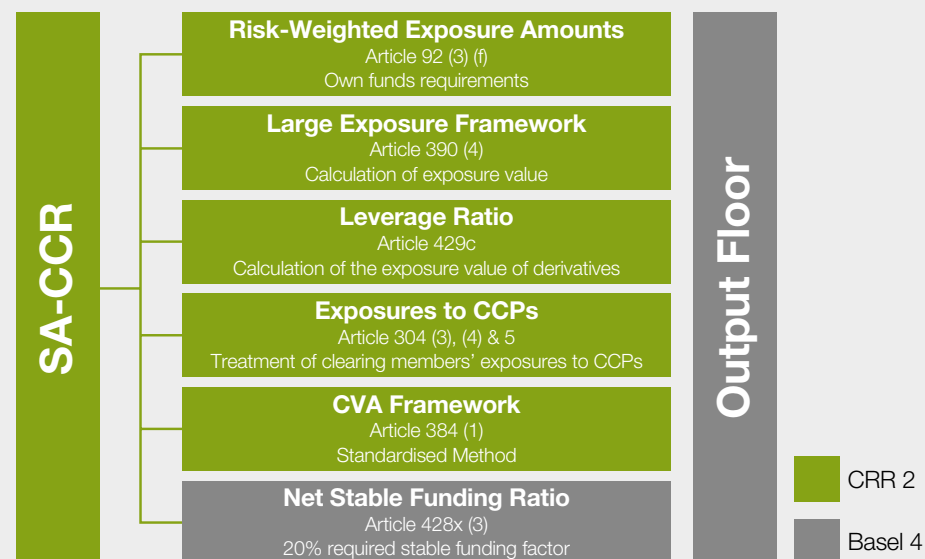 SA-CCR
Risk-Weighted Exposure Amounts
Article 92 (3) (f)
Own funds requirements
Large Exposure Framework
Article 390 (4)
Calculation of exposure value
Leverage Ratio
Article 429c
Calculation of the exposure value of derivatives
Exposures to CCPs
Article 304 (3), (4) & 5
Treatment of clearing members’ exposures to CCPs
CVA Framework
Article 384 (1)
Standardised Method
Net Stable Funding Ratio
Article 428x (3)
20% required stable funding factor
Output Floor
CRR 2
Basel 4